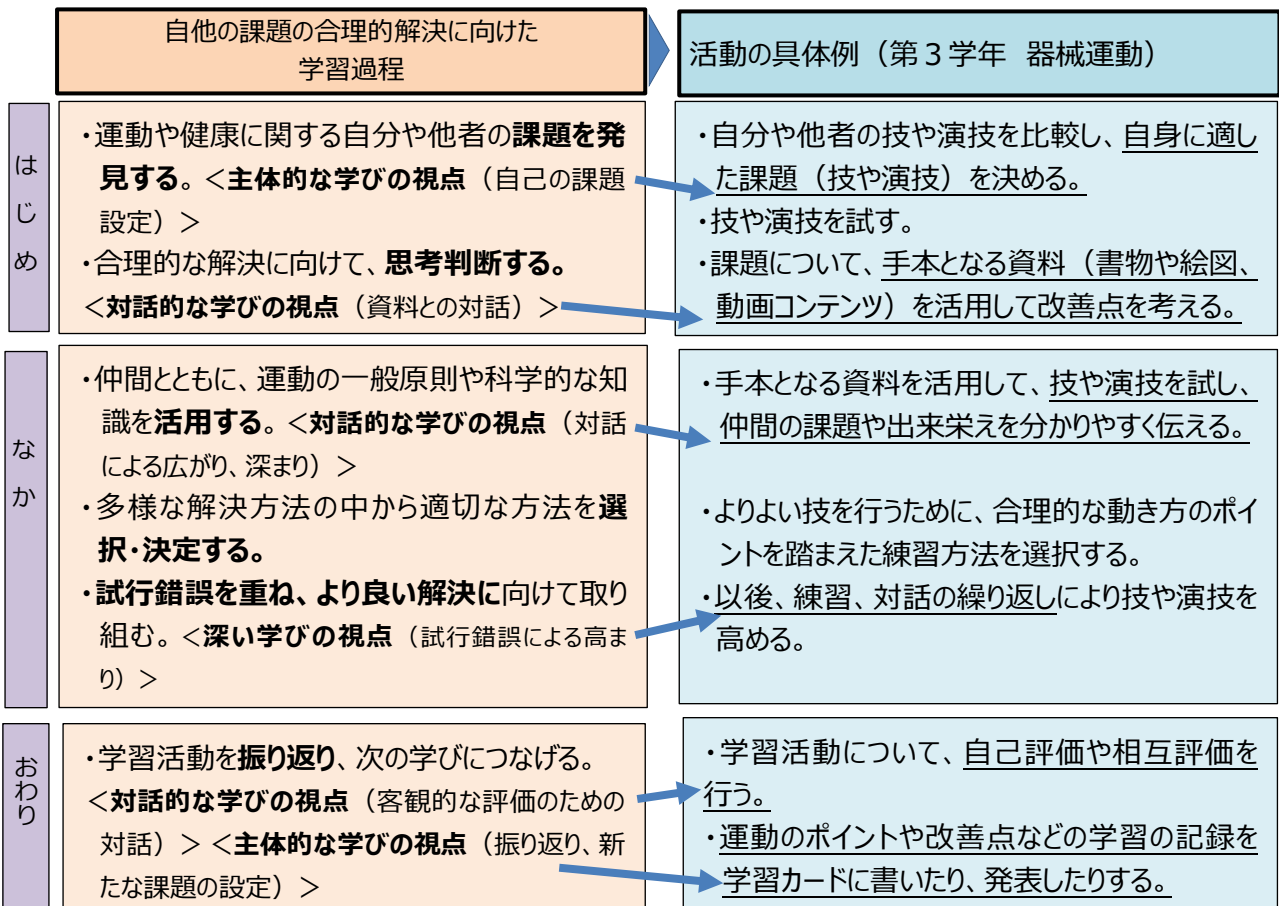 自他の課題の合理的解決に向けた
学習過程
活動の具体例（第３学年　器械運動）
はじめ
・運動や健康に関する自分や他者の課題を発
見する。＜主体的な学びの視点（自己の課題
設定）＞
・合理的な解決に向けて、思考判断する。
＜対話的な学びの視点（資料との対話）＞
・自分や他者の技や演技を比較し、自身に適し
た課題（技や演技）を決める。
・技や演技を試す。
・課題について、手本となる資料（書物や絵図、
動画コンテンツ）を活用して改善点を考える。
なか
・仲間とともに、運動の一般原則や科学的な知
識を活用する。＜対話的な学びの視点（対話
による広がり、深まり）＞
・多様な解決方法の中から適切な方法を選
択・決定する。
・試行錯誤を重ね、より良い解決に向けて取り
組む。＜深い学びの視点（試行錯誤による高ま
り）＞
・手本となる資料を活用して、技や演技を試し、
仲間の課題や出来栄えを分かりやすく伝える。
・よりよい技を行うために、合理的な動き方のポイ
ントを踏まえた練習方法を選択する。
・以後、練習、対話の繰り返しにより技や演技を
高める。
おわり
・学習活動を振り返り、次の学びにつなげる。
＜対話的な学びの視点（客観的な評価のための
対話）＞＜主体的な学びの視点（振り返り、新
たな課題の設定）＞
・学習活動について、自己評価や相互評価を
行う。
・運動のポイントや改善点などの学習の記録を
学習カードに書いたり、発表したりする。